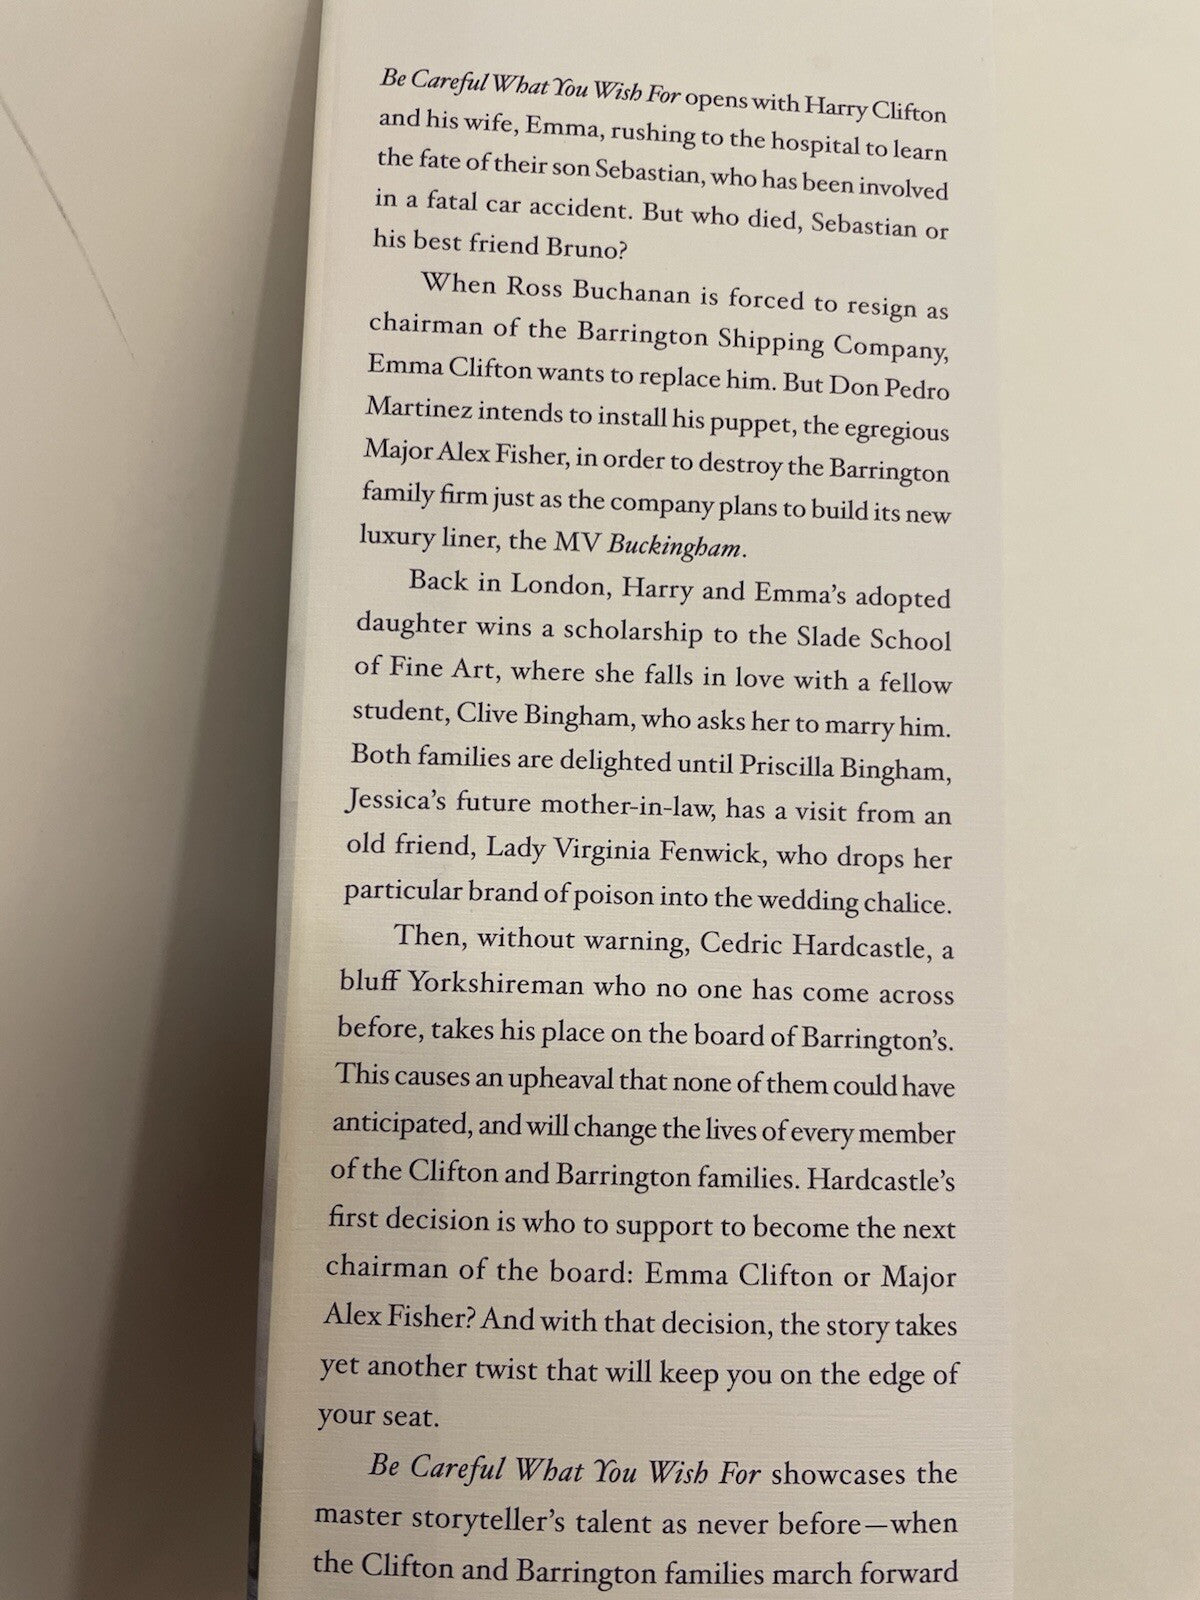 Be Careful What You Wish For opens with Harry Clifton
and his wife, Emma, rushing to the hospital to learn
the fate of their son Sebastian, who has been involved
in a fatal car accident. But who died, Sebastian or
his best friend Bruno?
When Ross Buchanan is forced to resign as
chairman of the Barrington Shipping Company,
Emma Clifton wants to replace him. But Don Pedro
Martinez intends to install his puppet, the egregious
Major Alex Fisher, in order to destroy the Barrington
family firm just as the company plans to build its new
luxury liner, the MV Buckingham.
Back in London, Harry and Emma’s adopted
daughter wins a scholarship to the Slade School
of Fine Art, where she falls in love with a fellow
student, Clive Bingham, who asks her to marry him.
Both families are delighted until Priscilla Bingham,
Jessica’s future mother-in-law, has a visit from an
old friend, Lady Virginia Fenwick, who drops her
particular brand of poison into the wedding chalice.
Then, without warning, Cedric Hardcastle, a
bluff Yorkshireman who no one has come across
before, takes his place on the board of Barrington’s.
This causes an upheaval that none of them could have
anticipated, and will change the lives of every member
of the Clifton and Barrington families. Hardcastle’s
first decision is who to support to become the next
chairman of the board: Emma Clifton or Major
Alex Fisher? And with that decision, the story takes
yet another twist that will keep you on the edge of
your seat.
Be Careful What You Wish For showcases the
master storyteller’s talent as never before—when
the Clifton and Barrington families march forward